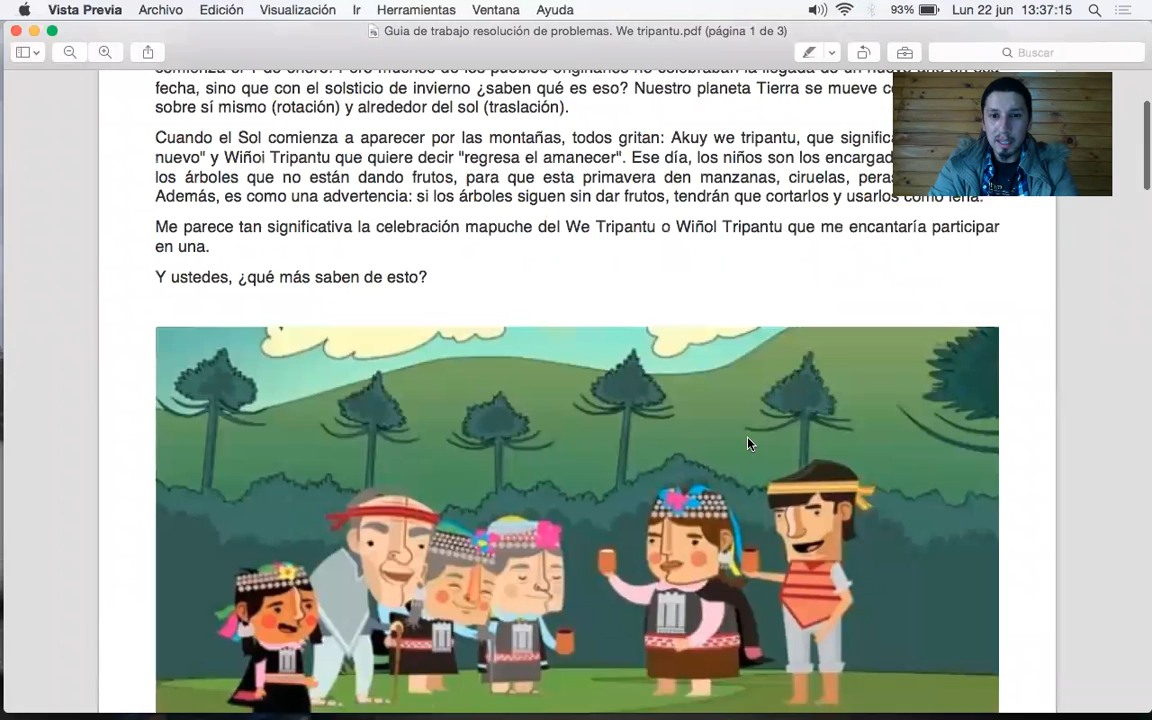 Vista Previa Archivo Edición Visualización Ir Herramientas Ventana Ayuda 93% Lun 22 jun 13:37:15
Guia de trabajo resolución de problemas. We tripantu.pdf (página 1 de 3)
Buscar
fecha, sino que con el solsticio de invierno ¿saben qué es eso? Nuestro planeta Tierra se mueve
sobre sí mismo (rotación) y alrededor del sol (traslación).
Cuando el Sol comienza a aparecer por las montañas, todos gritan: Akuy we tripantu, que signific
nuevo" y Wiñoi Tripantu que quiere decir "regresa el amanecer". Ese día, los niños son los encargad
los árboles que no están dando frutos, para que esta primavera den manzanas, ciruelas, peras
Además, es como una advertencia: si los árboles siguen sin dar frutos, tendrán que cortarlos y usarlos como leña.
Me parece tan significativa la celebración mapuche del We Tripantu o Wiñol Tripantu que me encantaría participar
en una.
Y ustedes, ¿qué más saben de esto?